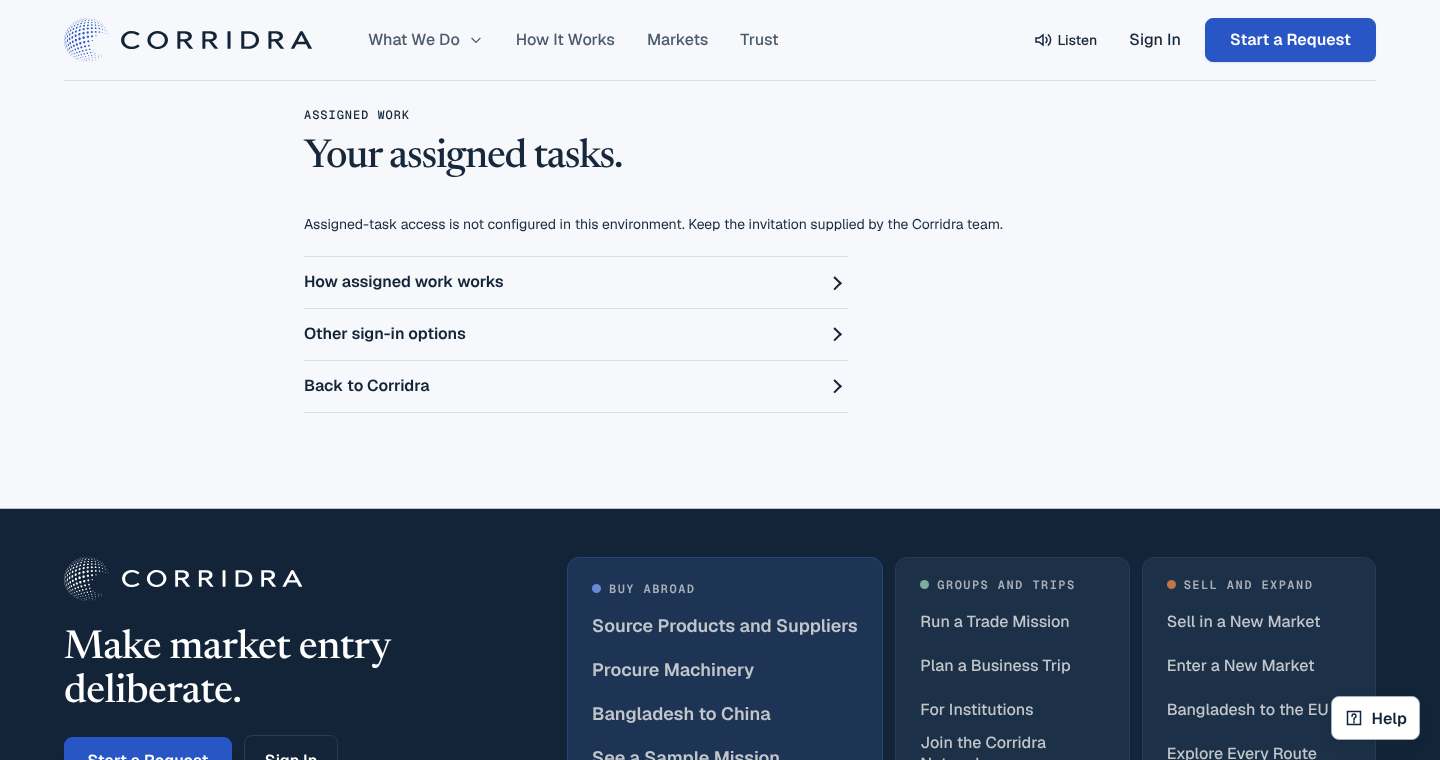 CORRIDRA
What We Do
How It Works
Markets
Trust
Listen
Sign In
Start a Request
ASSIGNED WORK
Your assigned tasks.
Assigned-task access is not configured in this environment. Keep the invitation supplied by the Corridra team.
How assigned work works
Other sign-in options
Back to Corridra
CORRIDRA
Make market entry
deliberate.
Start a Request
Sign In
BUY ABROAD
Source Products and Suppliers
Procure Machinery
Bangladesh to China
See a Sample Mission
GROUPS AND TRIPS
Run a Trade Mission
Plan a Business Trip
For Institutions
Join the Corridra
SELL AND EXPAND
Sell in a New Market
Enter a New Market
Bangladesh to the EU
Explore Every Route
Help